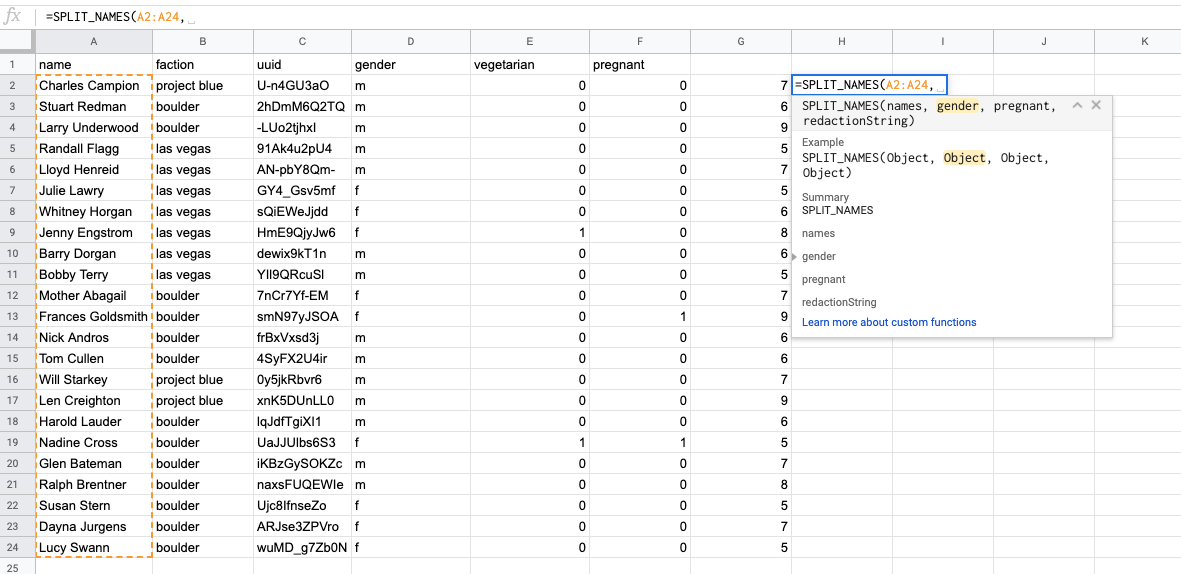 fx =SPLIT_NAMES(A2:A24,
A B C D E F G H I J K
1 name faction uuid gender vegetarian pregnant
2 Charles Campion project blue U-n4GU3aO m 0 0 7 =SPLIT_NAMES(A2:A24,
3 Stuart Redman boulder 2hDmM6Q2TQ m 0 0 6
4 Larry Underwood boulder -LUo2tjhxI m 0 0 9
5 Randall Flagg las vegas 91Ak4u2pU4 m 0 0 5
6 Lloyd Henreid las vegas AN-pbY8Qm- m 0 0 7
7 Julie Lawry las vegas GY4_Gsv5mf f 0 0 5
8 Whitney Horgan las vegas sQiEWeJjdd f 0 0 6
9 Jenny Engstrom las vegas HmE9QjyJw6 f 1 0 8
10 Barry Dorgan las vegas dewix9kT1n m 0 0 6
11 Bobby Terry las vegas YIl9QRcuSl m 0 0 5
12 Mother Abagail boulder 7nCr7Yf-EM f 0 0 7
13 Frances Goldsmith boulder smN97yJSOA f 0 1 9
14 Nick Andros boulder frBxVxsd3j m 0 0 6
15 Tom Cullen boulder 4SyFX2U4ir m 0 0 6
16 Will Starkey project blue 0y5jkRbvr6 m 0 0 7
17 Len Creighton project blue xnK5DUnLL0 m 0 0 9
18 Harold Lauder boulder lqJdfTgiXI1 m 0 0 6
19 Nadine Cross boulder UaJJUlbs6S3 f 1 1 5
20 Glen Bateman boulder iKBzGySOKZc m 0 0 7
21 Ralph Brentner boulder naxsFUQEWIe m 0 0 8
22 Susan Stern boulder Ujc8IfnseZo f 0 0 5
23 Dayna Jurgens boulder ARJse3ZPVro f 0 0 7
24 Lucy Swann boulder wuMD_g7Zb0N f 0 0 5
25
SPLIT_NAMES(names, gender, pregnant,
redactionString)
Example
SPLIT_NAMES(Object, Object, Object,
Object)
Summary
SPLIT_NAMES
names
gender
pregnant
redactionString
Learn more about custom functions